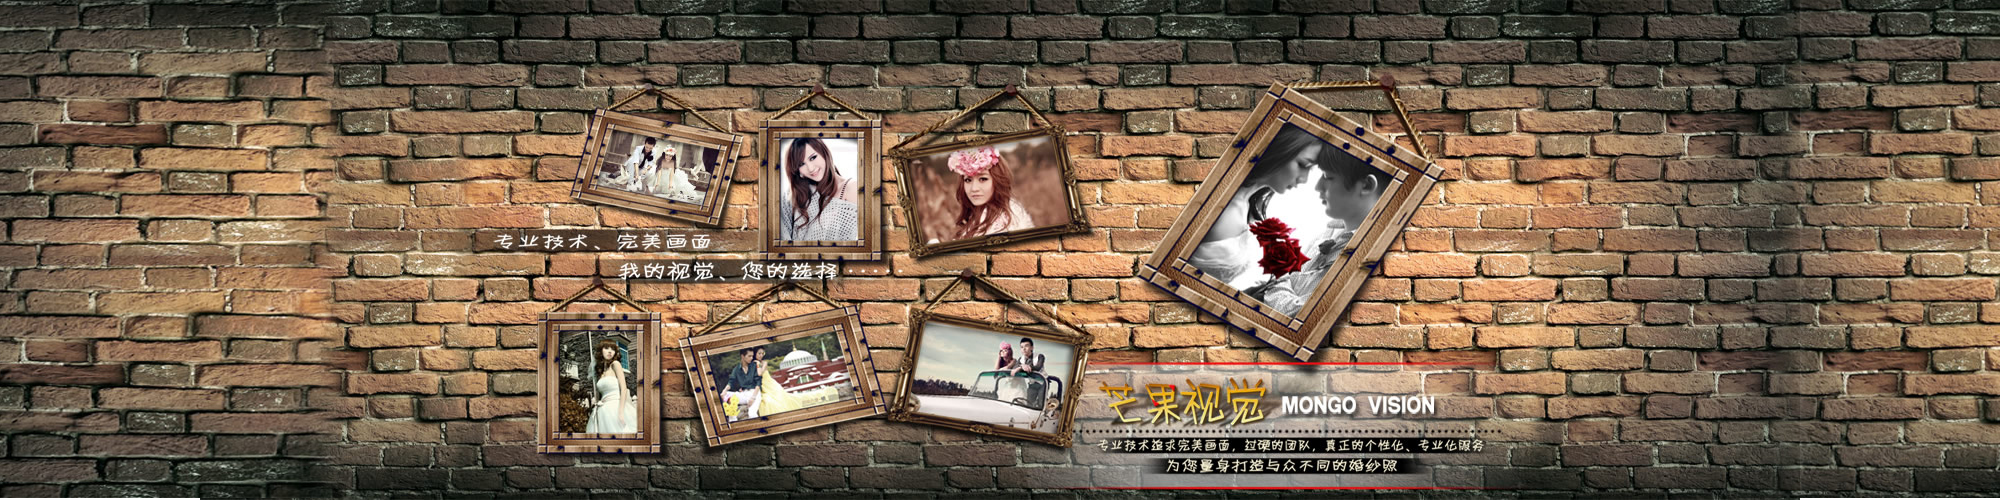 专业技术、完美画面
我的视觉、您的选择······
芒果视觉 MONGO VISION
专业技术追求完美画面，过硬的团队，真正的个性化、专业化服务
为您量身打造与众不同的婚纱照